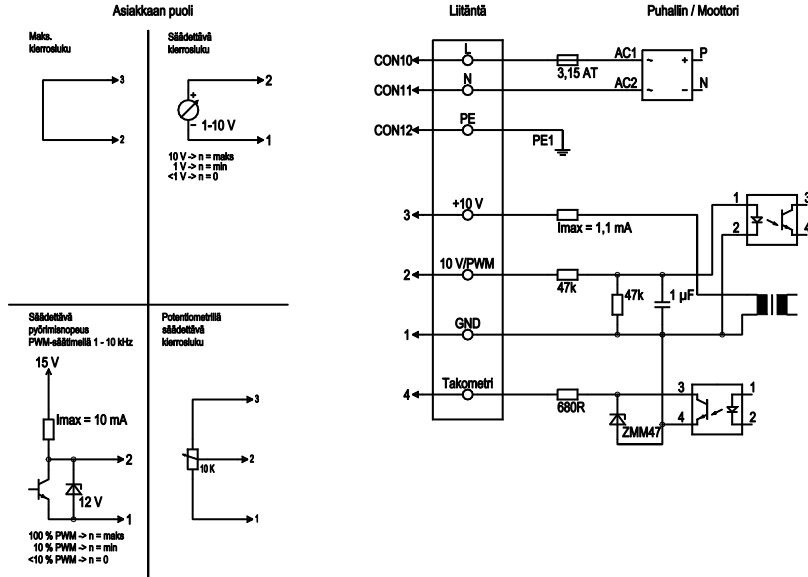 Asiakkaan puoli
Liitäntä
Puhallin / Moottori
Maks.
kierrosluku
3
2
Säädettävä
kierrosluku
2
+
1-10 V
−
1
10 V -> n = maks
1 V -> n = min
<1 V -> n = 0
Säädettävä
pyörimisnopeus
PWM-säätimellä 1 - 10 kHz
15 V
Imax = 10 mA
2
12 V
1
100 % PWM -> n = maks
10 % PWM -> n = min
<10 % PWM -> n = 0
Potentiometrillä
säädettävä
kierrosluku
3
10 K
2
1
CON10
L
3,15 AT
AC1
~
+
P
CON11
N
AC2
~
−
N
CON12
PE
PE1
3
+10 V
Imax = 1,1 mA
1
3
2
4
2
10 V/PWM
47k
47k
1 µF
1
GND
4
Takometri
680R
ZMM47
3
1
4
2